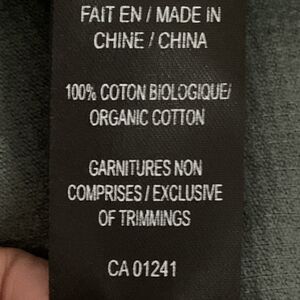 FAIT EN / MADE IN
CHINE / CHINA
100% COTON BIOLOGIQUE/
ORGANIC COTTON
GARNITURES NON
COMPRISES / EXCLUSIVE
OF TRIMMINGS
CA 01241